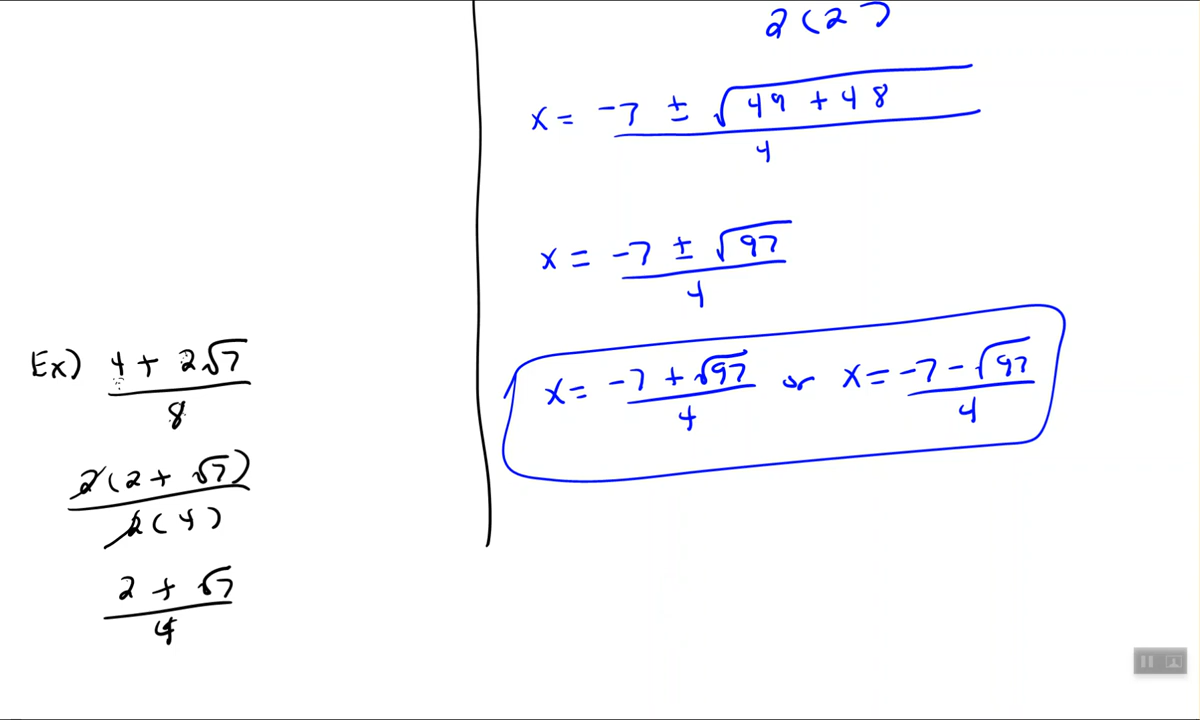 Ex) 4 + 2√7
8
2(2 + √7)
2(4)
2 + √7
4
2(2)
x = -7 ± √49 + 48
4
x = -7 ± √97
4
x = -7 + √97 or x = -7 - √97
4 4